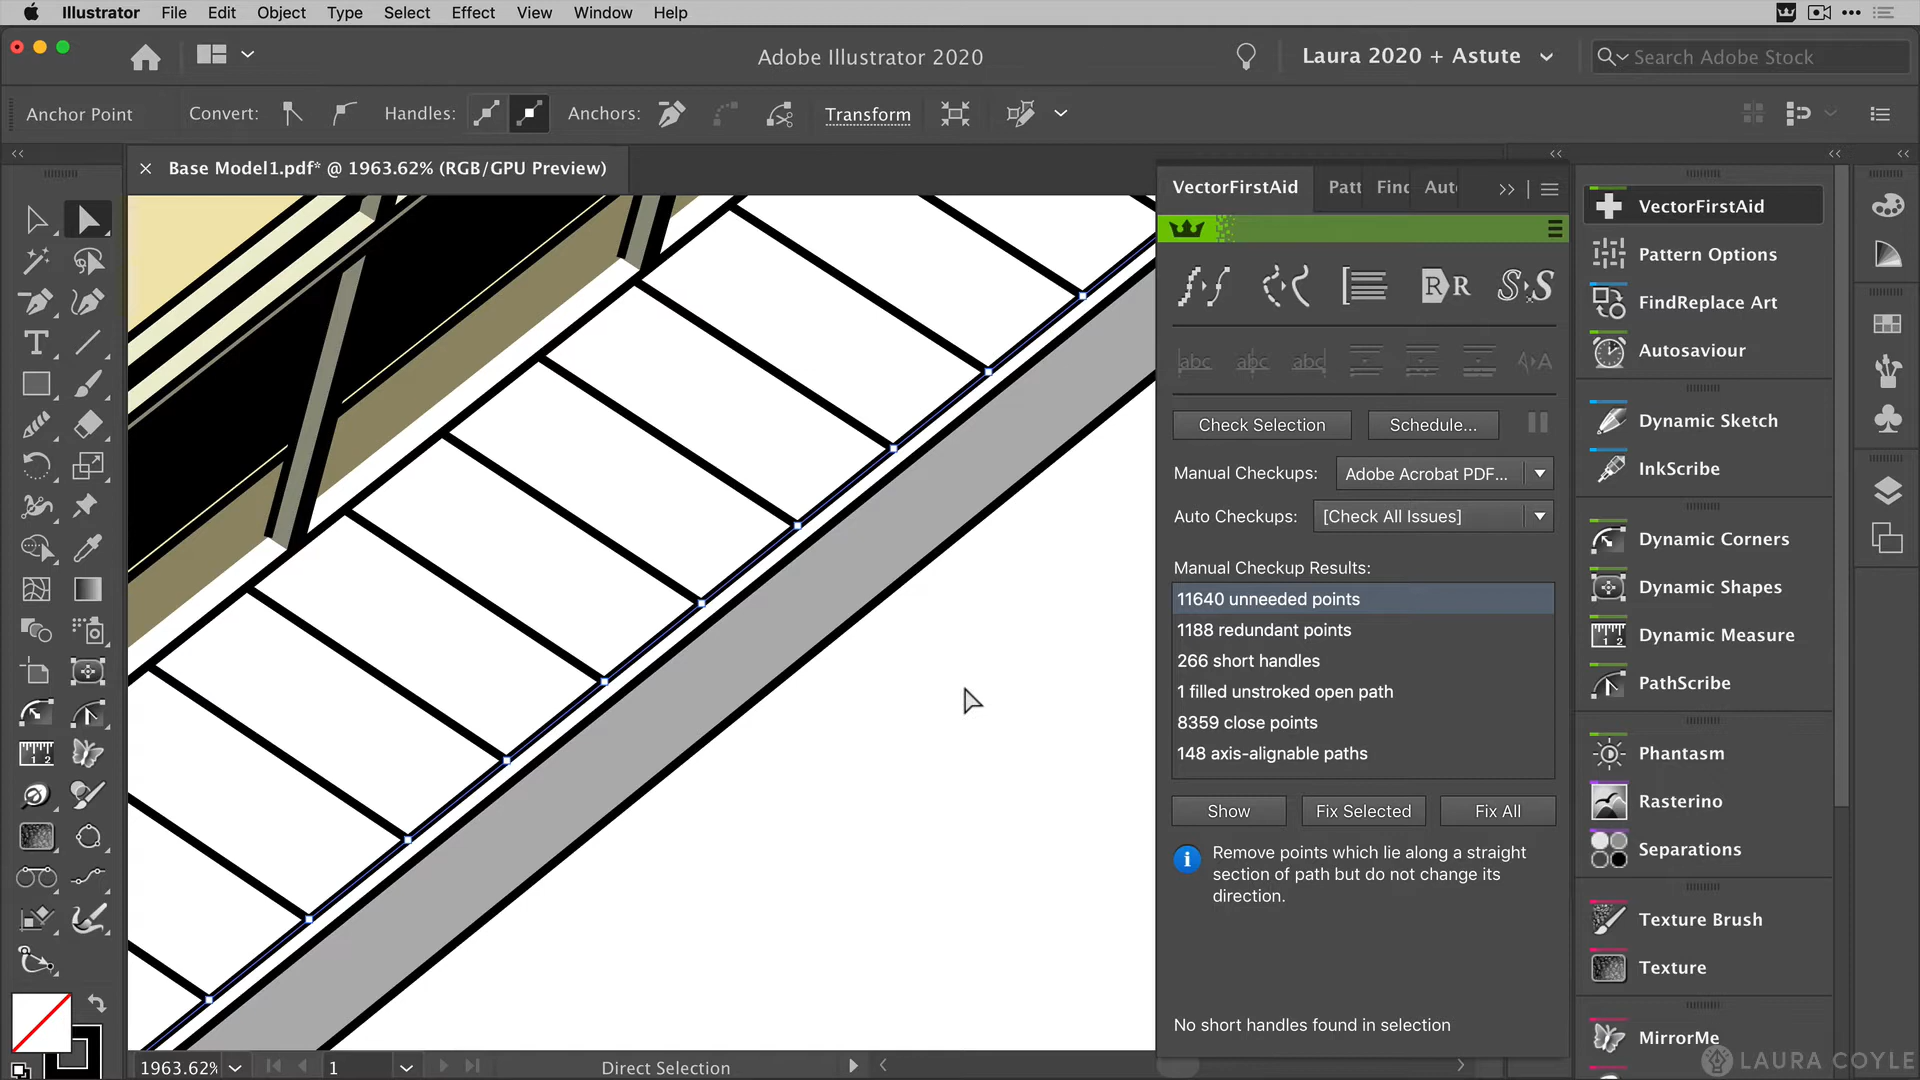 Illustrator File Edit Object Type Select Effect View Window Help
Adobe Illustrator 2020
Laura 2020 + Astute
Search Adobe Stock
Anchor Point
Convert:
Handles:
Anchors:
Transform
Base Model1.pdf* @ 1963.62% (RGB/GPU Preview)
VectorFirstAid
Patt
Find
Aut
Check Selection
Schedule...
Manual Checkups:
Adobe Acrobat PDF...
Auto Checkups:
[Check All Issues]
Manual Checkup Results:
11640 unneeded points
1188 redundant points
266 short handles
1 filled unstroked open path
8359 close points
148 axis-alignable paths
Show
Fix Selected
Fix All
Remove points which lie along a straight
section of path but do not change its
direction.
No short handles found in selection
VectorFirstAid
Pattern Options
FindReplace Art
Autosaviour
Dynamic Sketch
InkScribe
Dynamic Corners
Dynamic Shapes
Dynamic Measure
PathScribe
Phantasm
Rasterino
Separations
Texture Brush
Texture
MirrorMe
1963.62%
1
Direct Selection
LAURA COYLE